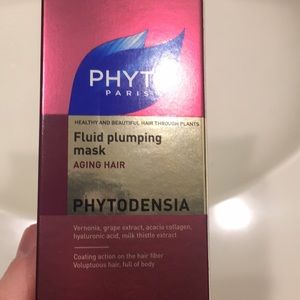 PHYTO
PARIS
HEALTHY AND BEAUTIFUL HAIR THROUGH PLANTS
Fluid plumping
mask
AGING HAIR
PHYTODENSIA
Vernonia, grape extract, acacia collagen,
hyaluronic acid, milk thistle extract
Coating action on the hair fiber
Voluptuous hair, full of body